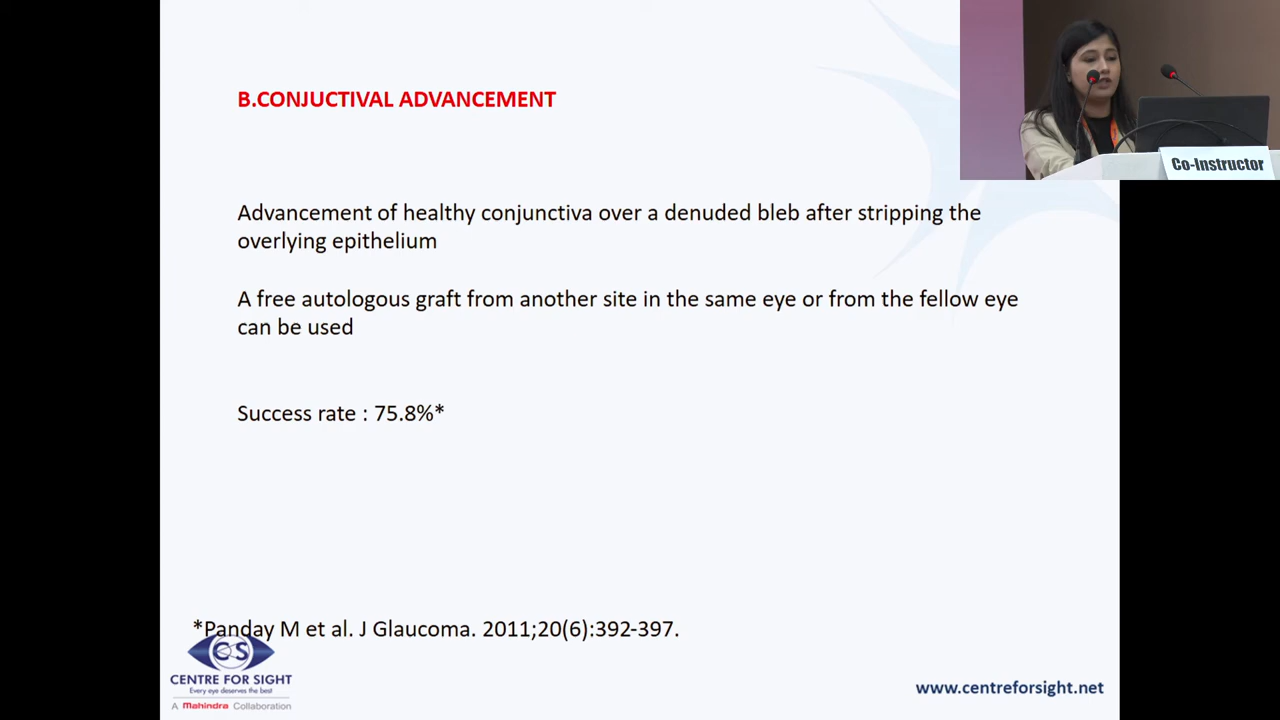 B.CONJUCTIVAL ADVANCEMENT
Co-Instructor
Advancement of healthy conjunctiva over a denuded bleb after stripping the
overlying epithelium
A free autologous graft from another site in the same eye or from the fellow eye
can be used
Success rate : 75.8%*
*Panday M et al. J Glaucoma. 2011;20(6):392-397.
CS
CENTRE FOR SIGHT
Every eye deserves the best
A Mahindra Collaboration
www.centreforsight.net